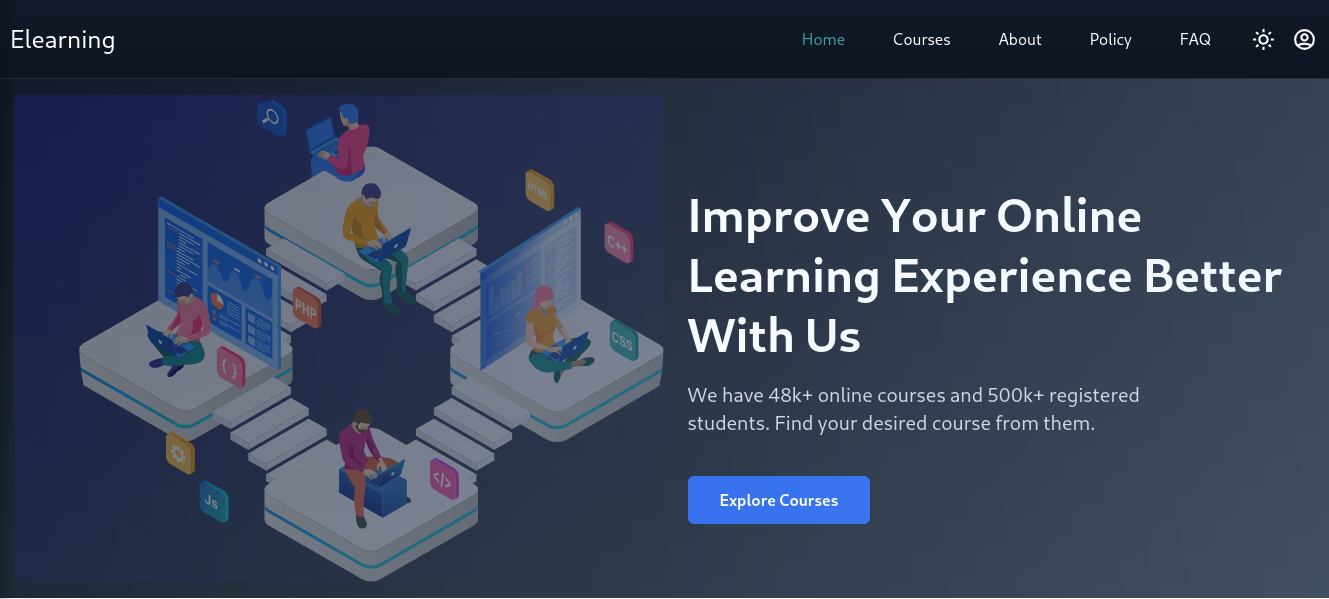 Elearning
Home
Courses
About
Policy
FAQ
Improve Your Online
Learning Experience Better
With Us
We have 48k+ online courses and 500k+ registered
students. Find your desired course from them.
Explore Courses
HTML
C++
PHP
CSS
{ }
</>
Js